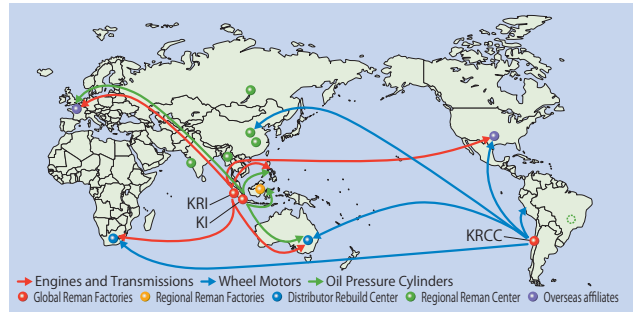 KRI
KI
KRCC
Engines and Transmissions Wheel Motors Oil Pressure Cylinders
Global Reman Factories Regional Reman Factories Distributor Rebuild Center Regional Reman Center Overseas affiliates